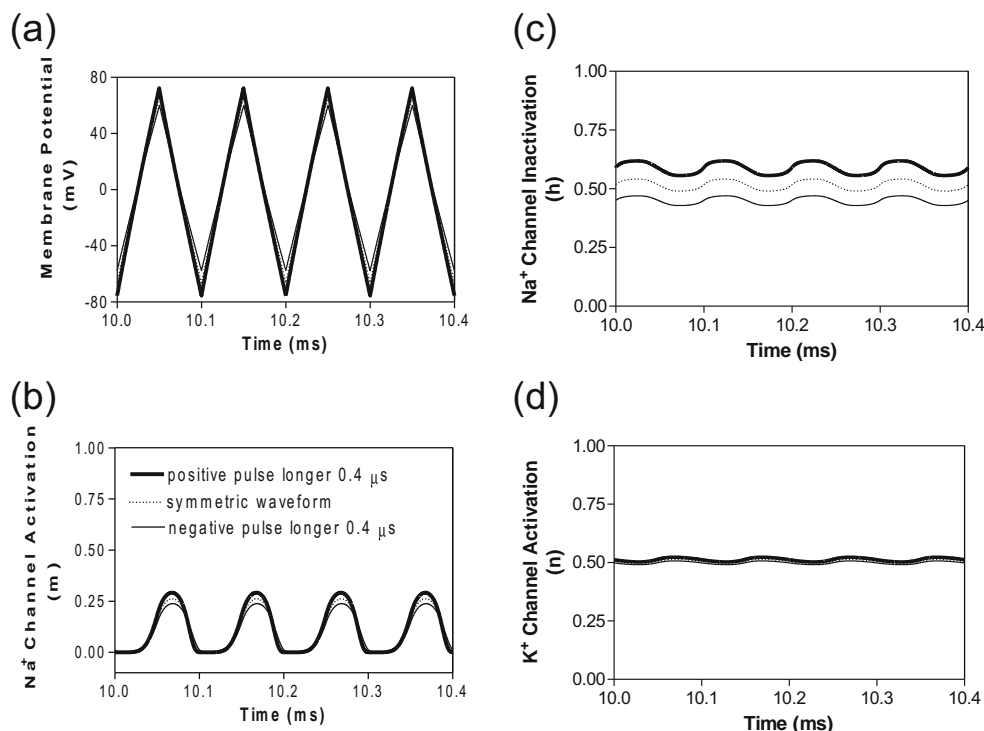 (a)
Membrane Potential
(mV)
80
40
0
-40
-80
10.0 10.1 10.2 10.3 10.4
Time (ms)
(b)
Na+ Channel Activation
(m)
1.00
0.75
0.50
0.25
0.00
positive pulse longer 0.4 μs
symmetric waveform
negative pulse longer 0.4 μs
10.0 10.1 10.2 10.3 10.4
Time (ms)
(c)
Na+ Channel Inactivation
(h)
1.00
0.75
0.50
0.25
0.00
10.0 10.1 10.2 10.3 10.4
Time (ms)
(d)
K+ Channel Activation
(n)
1.00
0.75
0.50
0.25
0.00
10.0 10.1 10.2 10.3 10.4
Time (ms)